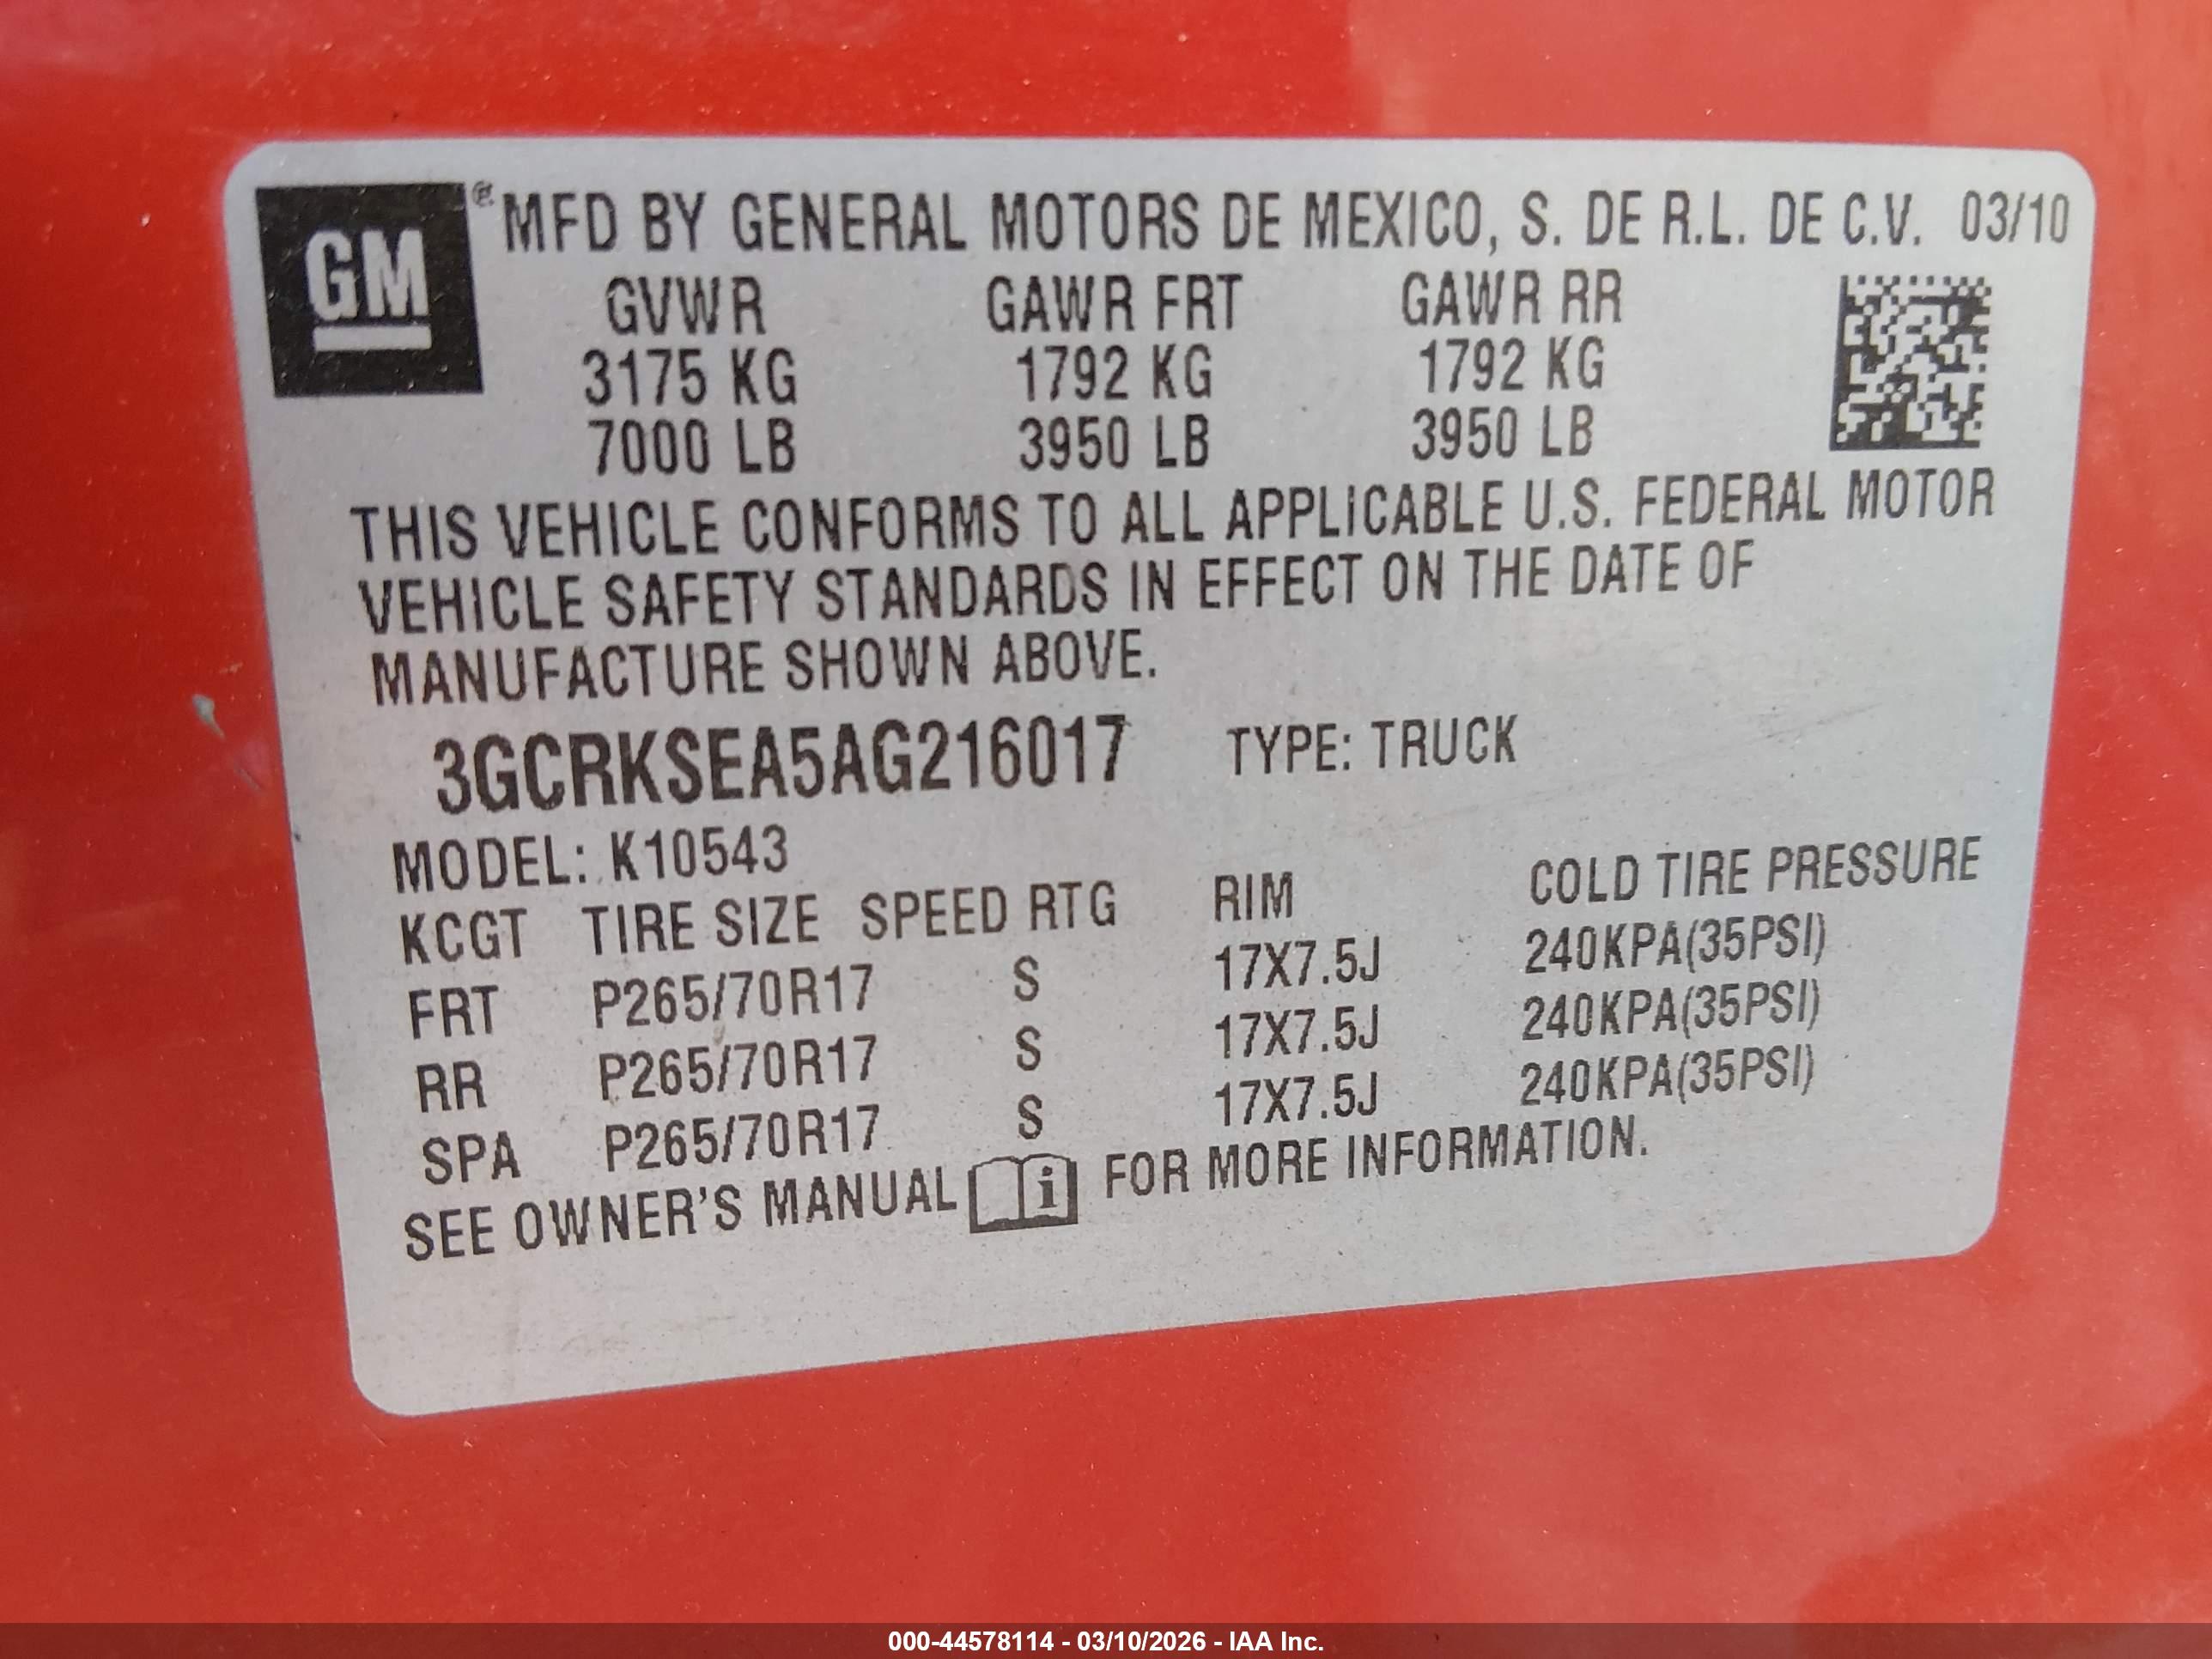 GM ® MFD BY GENERAL MOTORS DE MEXICO, S. DE R.L. DE C.V. 03/10
GVWR GAWR FRT GAWR RR
3175 KG 1792 KG 1792 KG
7000 LB 3950 LB 3950 LB
THIS VEHICLE CONFORMS TO ALL APPLICABLE U.S. FEDERAL MOTOR
VEHICLE SAFETY STANDARDS IN EFFECT ON THE DATE OF
MANUFACTURE SHOWN ABOVE.
3GCRKSEA5AG216017 TYPE: TRUCK
MODEL: K10543
KCGT TIRE SIZE SPEED RTG RIM COLD TIRE PRESSURE
FRT P265/70R17 S 17X7.5J 240KPA(35PSI)
RR P265/70R17 S 17X7.5J 240KPA(35PSI)
SPA P265/70R17 S 17X7.5J 240KPA(35PSI)
SEE OWNER'S MANUAL i FOR MORE INFORMATION.
000-44578114 - 03/10/2026 - IAA Inc.